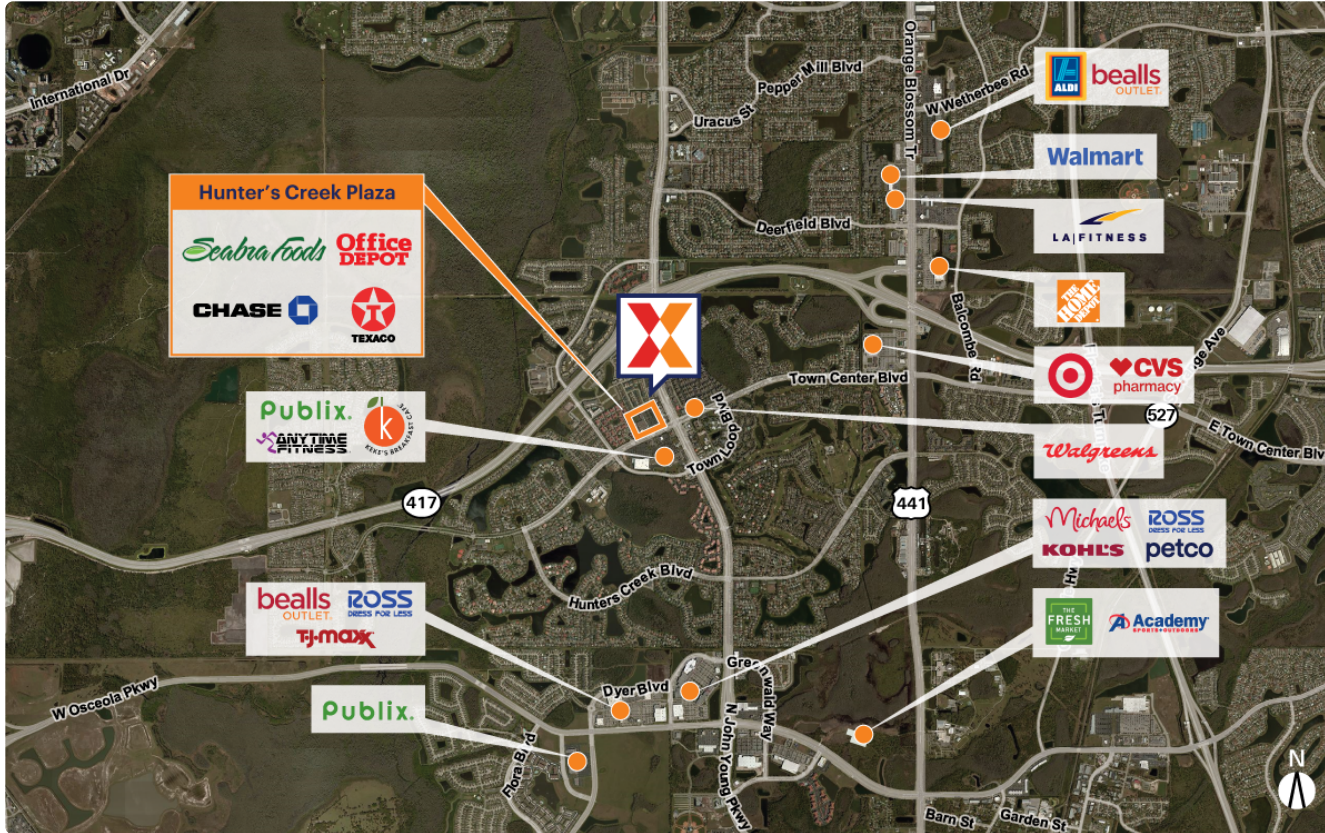 International Dr
Pepper Mill Blvd
Uracus St
Orange Blossom Tr
W Wetherbee Rd
ALDI
bealls
OUTLET
Walmart
LA|FITNESS
Deerfield Blvd
THE
HOME
DEPOT
Balcombe Rd
Hunter's Creek Plaza
Seabra Foods
Office
DEPOT
CHASE
TEXACO
Town Center Blvd
CVS
pharmacy
527
E Town Center Blv
Walgreens
Town Loop Blvd
Publix.
ANYTIME
FITNESS
k
KEKE'S BREAKFAST CAFE
417
441
Michaels
ROSS
DRESS FOR LESS
KOHL'S
petco
Hunters Creek Blvd
THE
FRESH
MARKET
Academy
SPORTS+OUTDOORS
bealls
OUTLET
ROSS
DRESS FOR LESS
T·J·maxx
W Osceola Pkwy
Dyer Blvd
Greenwald Way
Publix.
Flora Blvd
N John Young Pkwy
Barn St
Garden St
N